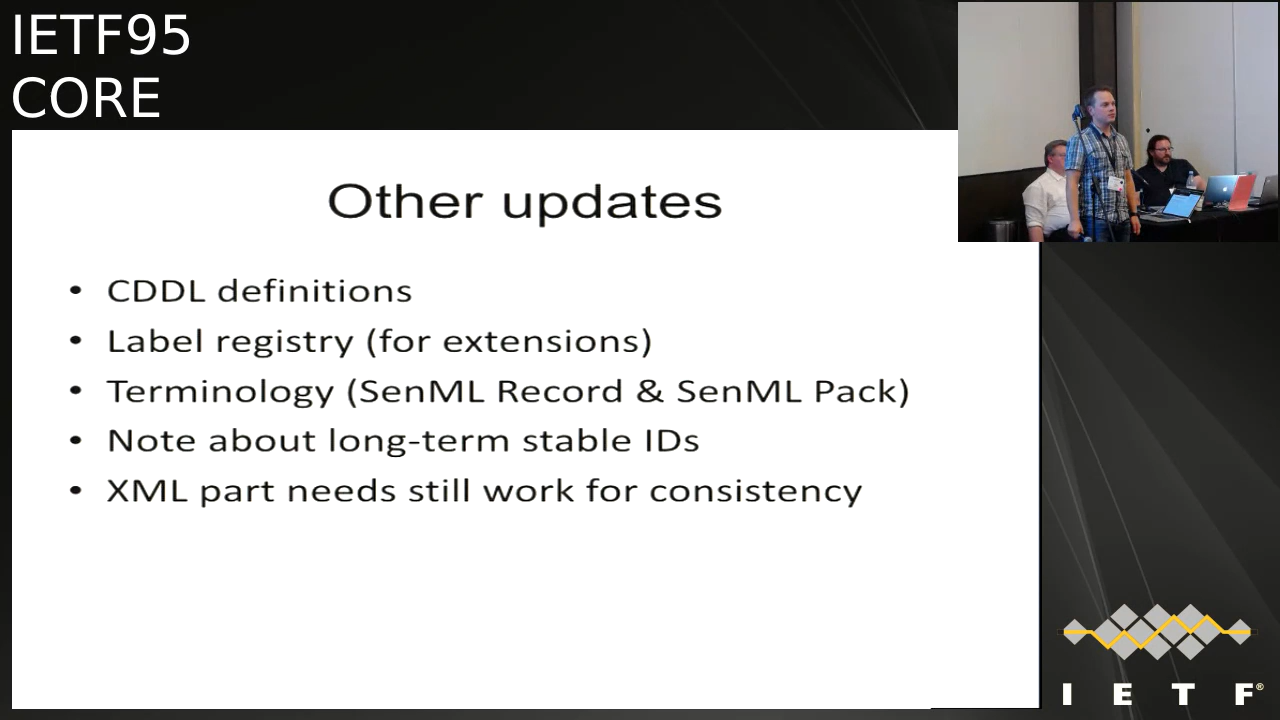 IETF95
CORE
Other updates
• CDDL definitions
• Label registry (for extensions)
• Terminology (SenML Record & SenML Pack)
• Note about long-term stable IDs
• XML part needs still work for consistency
I E T F®